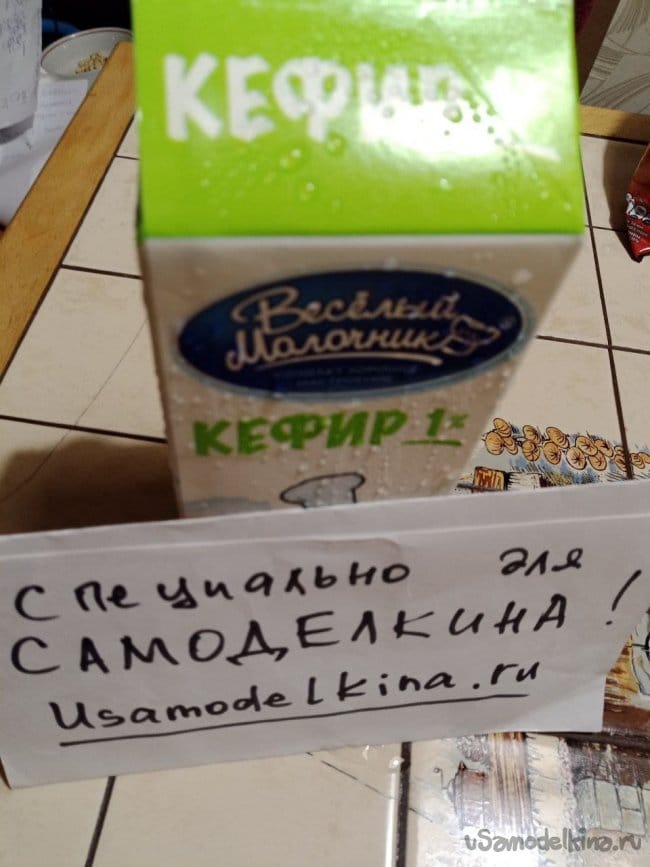 КЕФИР
Весёлый
Молочник
КЕФИР 1%
Специально для
САМОДЕЛКИНА!
Usamodelkina.ru
uSamodelkina.ru